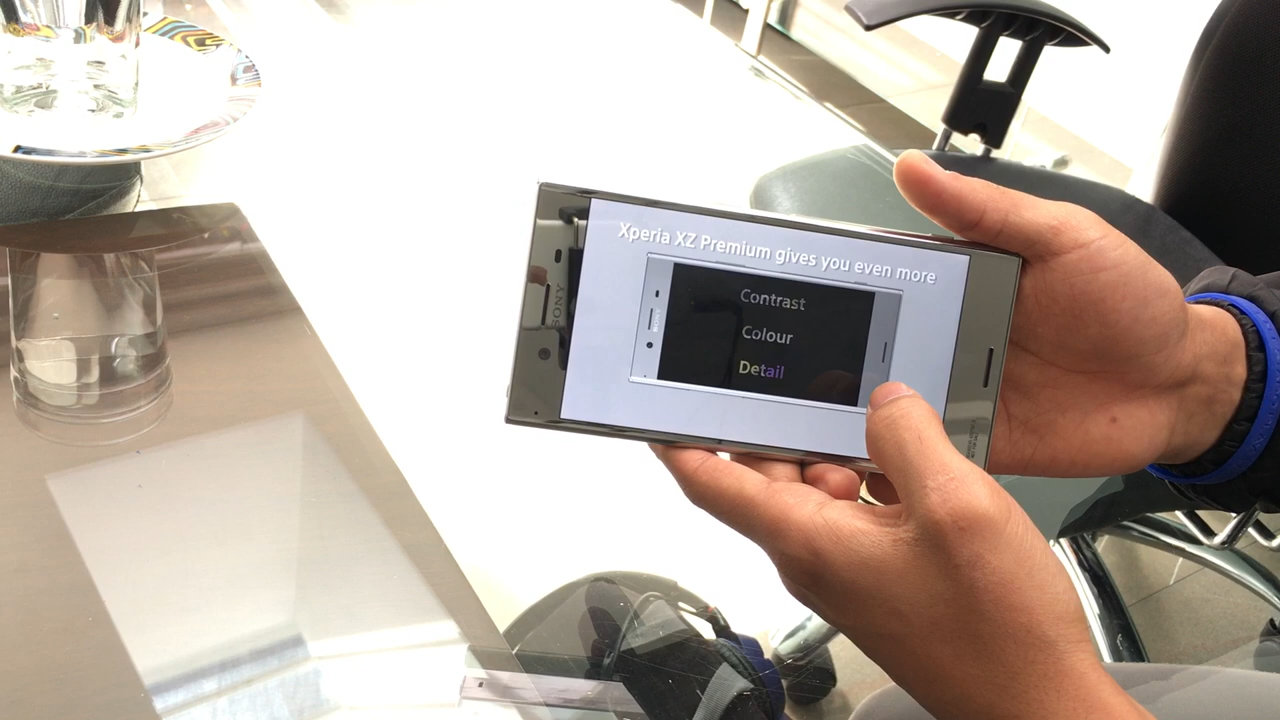 Xperia XZ Premium gives you even more
Contrast
Colour
Detail
SONY